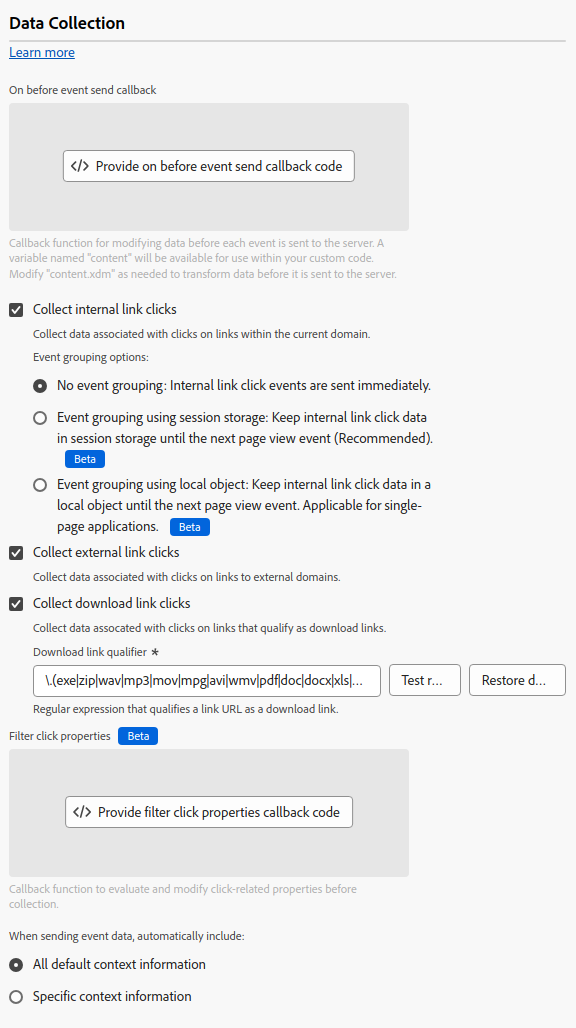 Data Collection
Learn more
On before event send callback
</> Provide on before event send callback code
Callback function for modifying data before each event is sent to the server. A
variable named "content" will be available for use within your custom code.
Modify "content.xdm" as needed to transform data before it is sent to the server.
Collect internal link clicks
Collect data associated with clicks on links within the current domain.
Event grouping options:
No event grouping: Internal link click events are sent immediately.
Event grouping using session storage: Keep internal link click data
in session storage until the next page view event (Recommended).
Beta
Event grouping using local object: Keep internal link click data in a
local object until the next page view event. Applicable for single-
page applications. Beta
Collect external link clicks
Collect data associated with clicks on links to external domains.
Collect download link clicks
Collect data assocated with clicks on links that qualify as download links.
Download link qualifier *
\.(exe|zip|wav|mp3|mov|mpg|avi|wmv|pdf|doc|docx|xls|... Test r... Restore d...
Regular expression that qualifies a link URL as a download link.
Filter click properties Beta
</> Provide filter click properties callback code
Callback function to evaluate and modify click-related properties before
collection.
When sending event data, automatically include:
All default context information
Specific context information